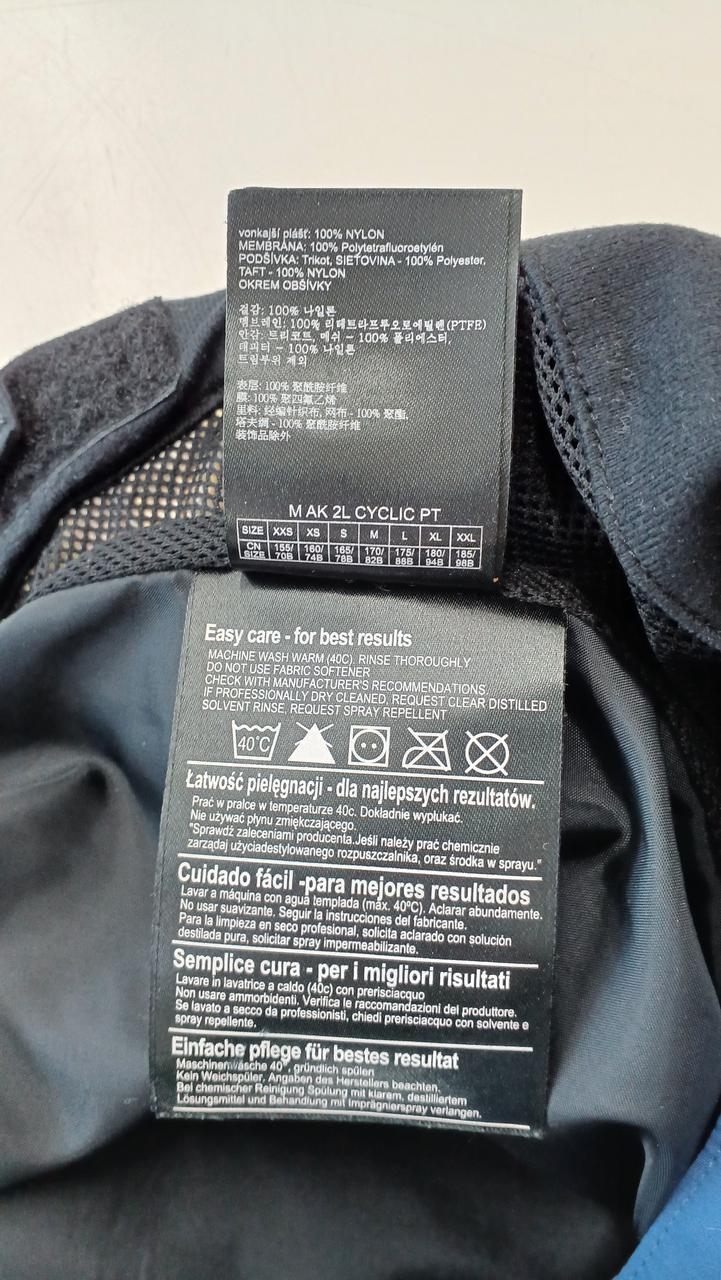 vonkajší plášť: 100% NYLON
MEMBRÁNA: 100% Polytetrafluoroetylén
PODŠÍVKA: Trikot, SIEŤOVINA - 100% Polyester,
TAFT - 100% NYLON
OKREM OBŠÍVKY
겉감: 100% 나일론
멤브레인: 100% 리테트라프루오로에틸렌(PTFE)
안감: 트리코트, 메쉬 - 100% 폴리에스터,
태피터 - 100% 나일론
트림부위 제외
表层: 100% 聚酰胺纤维
膜: 100% 聚四氟乙烯
里料: 经编针织布, 网布 - 100% 聚酯,
塔夫绸 - 100% 聚酰胺纤维
装饰品除外
M AK 2L CYCLIC PT
SIZE XXS XS S M L XL XXL
CN SIZE 155/70B 160/74B 165/78B 170/82B 175/88B 180/94B 185/98B
Easy care - for best results
MACHINE WASH WARM (40C). RINSE THOROUGHLY
DO NOT USE FABRIC SOFTENER
CHECK WITH MANUFACTURER'S RECOMMENDATIONS.
IF PROFESSIONALLY DRY CLEANED, REQUEST CLEAR DISTILLED
SOLVENT RINSE, REQUEST SPRAY REPELLENT
40°C
Łatwość pielęgnacji - dla najlepszych rezultatów.
Prać w pralce w temperaturze 40c. Dokładnie wypłukać.
Nie używać płynu zmiękczającego.
"Sprawdź zaleceniami producenta.Jeśli należy prać chemicznie
zarządaj użyciadestylowanego rozpuszczalnika, oraz środka w sprayu."
Cuidado fácil -para mejores resultados
Lavar a máquina con agua templada (máx. 40ºC). Aclarar abundamente.
No usar suavizante. Seguir la instrucciones del fabricante.
Para la limpieza en seco profesional, solicita aclarado con solución
destilada pura, solicitar spray impermeabilizante.
Semplice cura - per i migliori risultati
Lavare in lavatrice a caldo (40c) con prerisciacquo
Non usare ammorbidenti. Verifica le raccomandazioni del produttore.
Se lavato a secco da professionisti, chiedi prerisciacquo con solvente e
spray repellente.
Einfache pflege für bestes resultat
Maschinenwäsche 40°, gründlich spülen
Kein Weichspüler. Angaben des Herstellers beachten.
Bei chemischer Reinigung Spülung mit klarem, destilliertem
Lösungsmittel und Behandlung mit Imprägnierspray verlangen.